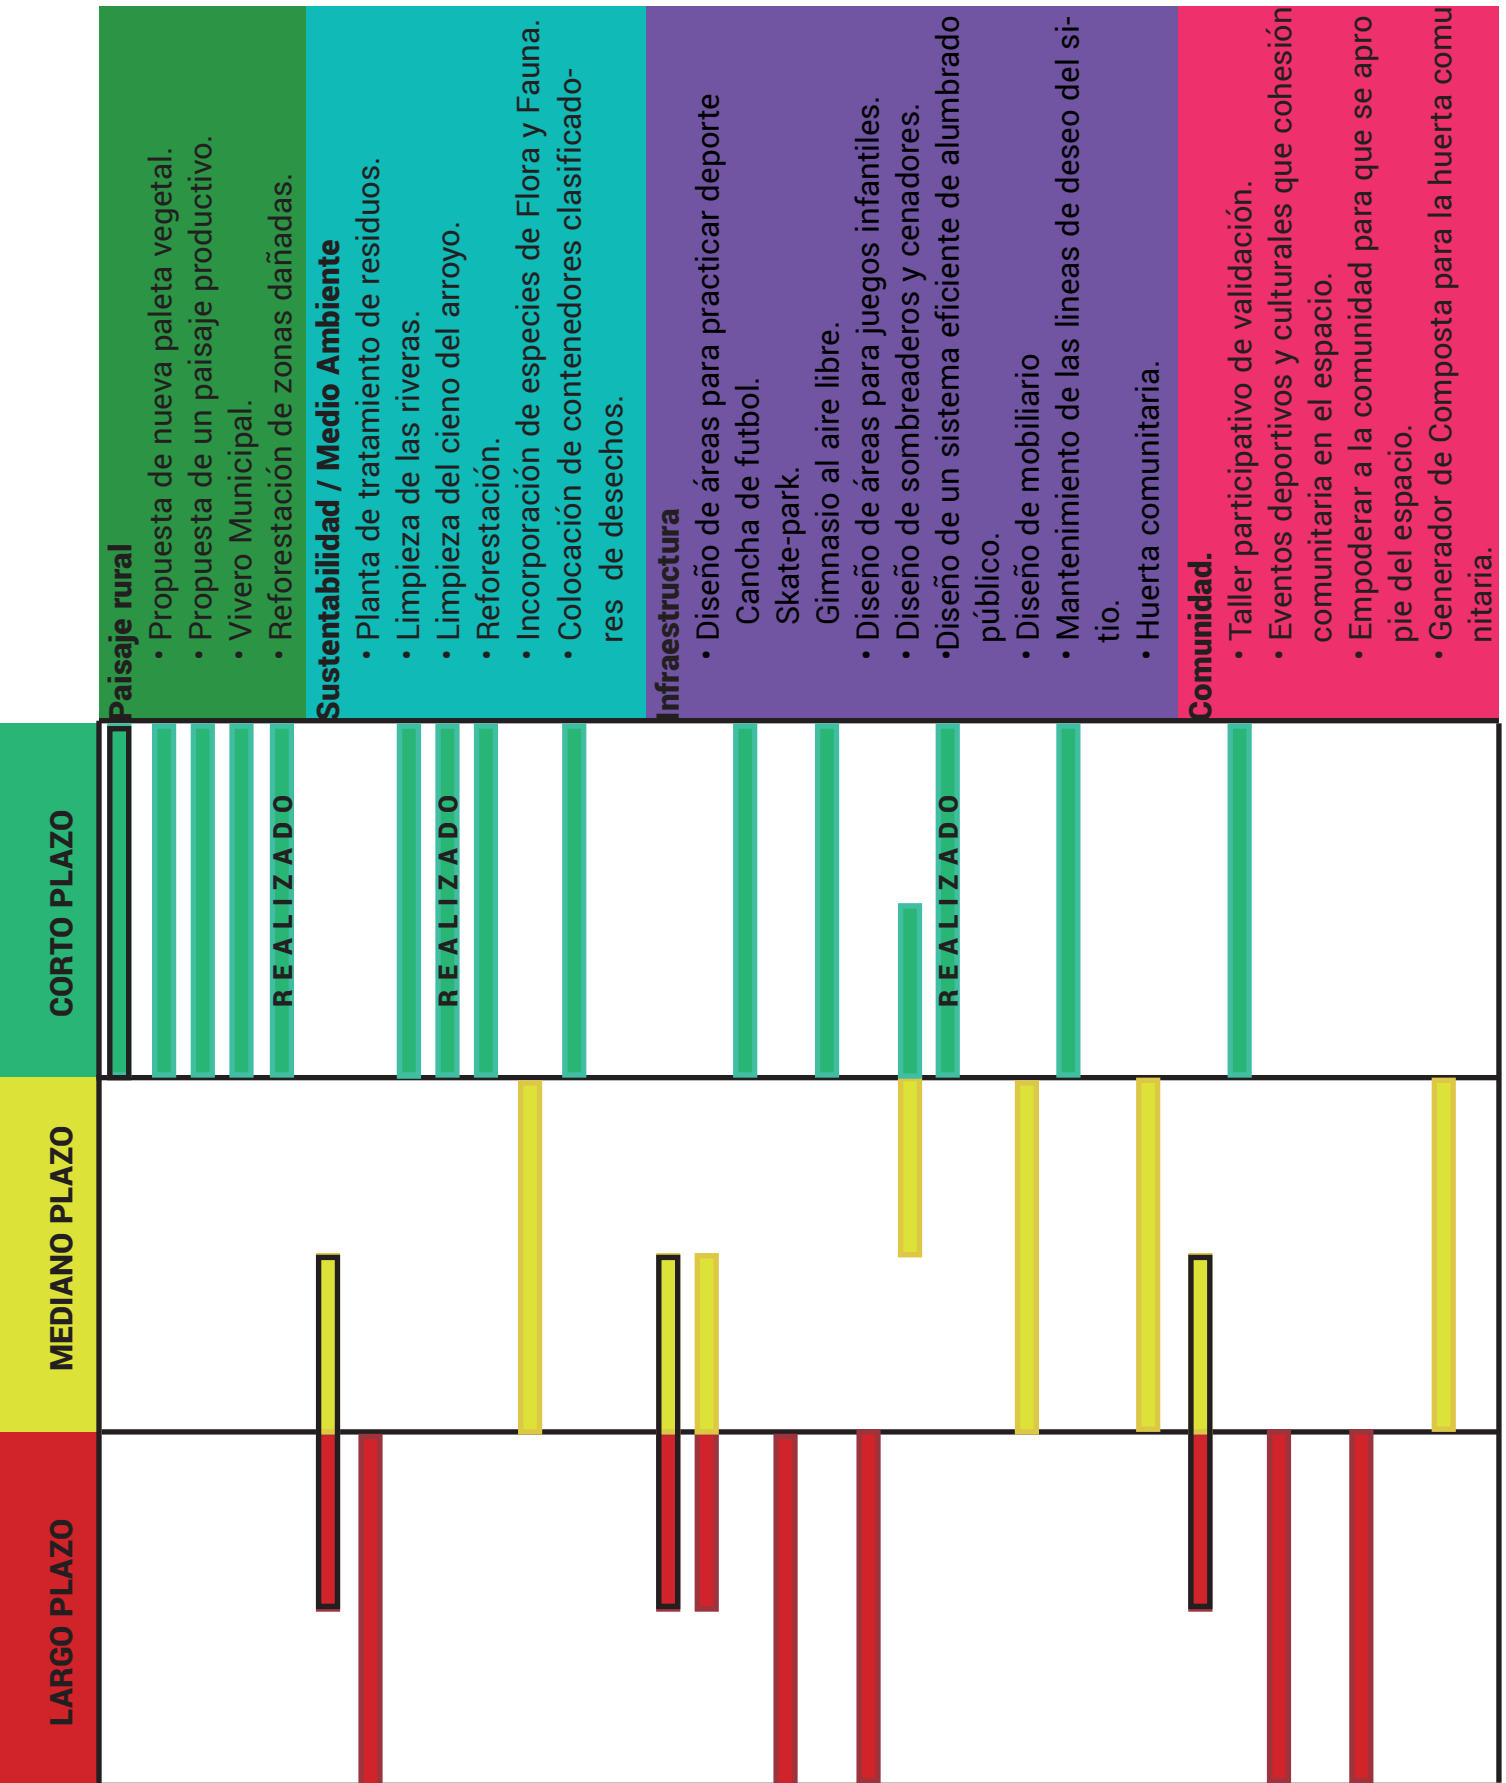 Paisaje rural
• Propuesta de nueva paleta vegetal.
• Propuesta de un paisaje productivo.
• Vivero Municipal.
• Reforestación de zonas dañadas.
Sustentabilidad / Medio Ambiente
• Planta de tratamiento de residuos.
• Limpieza de las riveras.
• Limpieza del cieno del arroyo.
• Reforestación.
• Incorporación de especies de Flora y Fauna.
• Colocación de contenedores clasificado-
res de desechos.
Infraestructura
• Diseño de áreas para practicar deporte
Cancha de futbol.
Skate-park.
Gimnasio al aire libre.
• Diseño de áreas para juegos infantiles.
• Diseño de sombreaderos y cenadores.
•Diseño de un sistema eficiente de alumbrado
público.
• Diseño de mobiliario
• Mantenimiento de las lineas de deseo del si-
tio.
• Huerta comunitaria.
Comunidad.
• Taller participativo de validación.
• Eventos deportivos y culturales que cohesión
comunitaria en el espacio.
• Empoderar a la comunidad para que se apro
pie del espacio.
• Generador de Composta para la huerta comu
nitaria.
CORTO PLAZO
REALIZADO
REALIZADO
REALIZADO
MEDIANO PLAZO
LARGO PLAZO